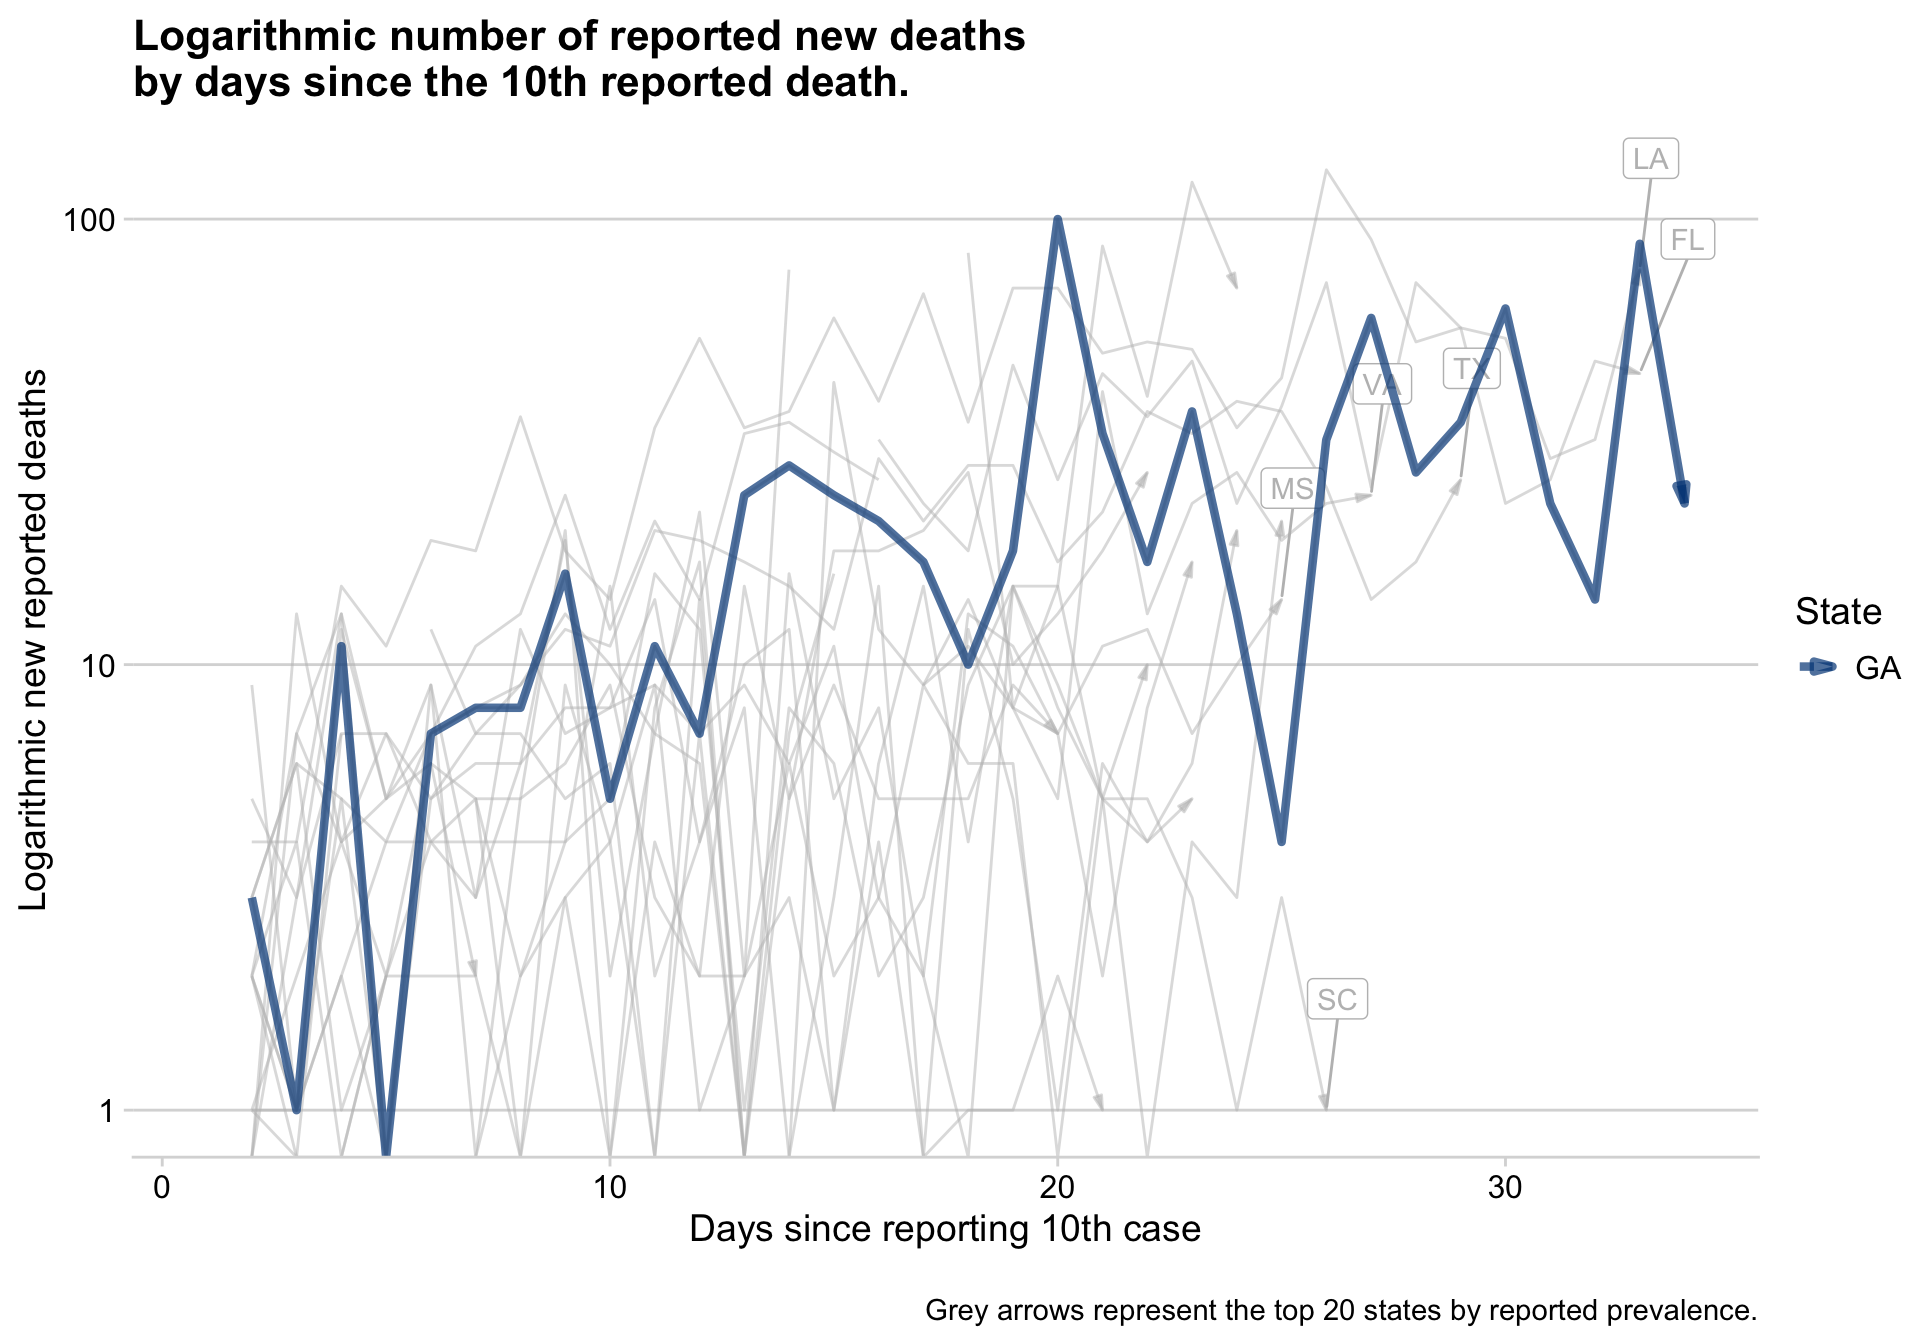 Logarithmic number of reported new deaths
by days since the 10th reported death.
LA
100
FL
TX
VA
MS
Logarithmic new reported deaths
State
GA
10
SC
1
0
10
20
30
Days since reporting 10th case
Grey arrows represent the top 20 states by reported prevalence.